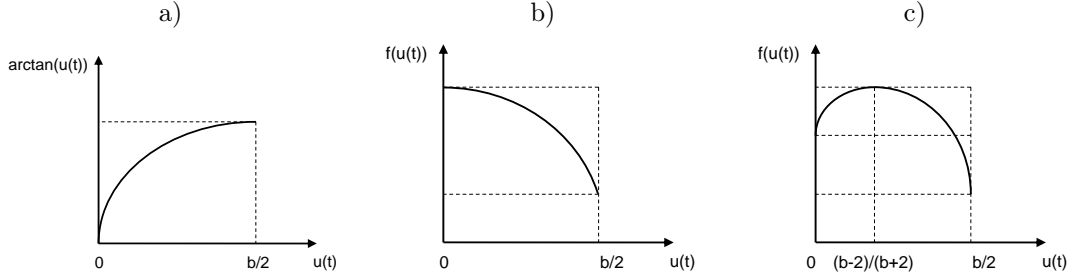 a)
b)
c)
arctan(u(t))
f(u(t))
f(u(t))
0
b/2
u(t)
0
b/2
u(t)
0
(b-2)/(b+2)
b/2
u(t)